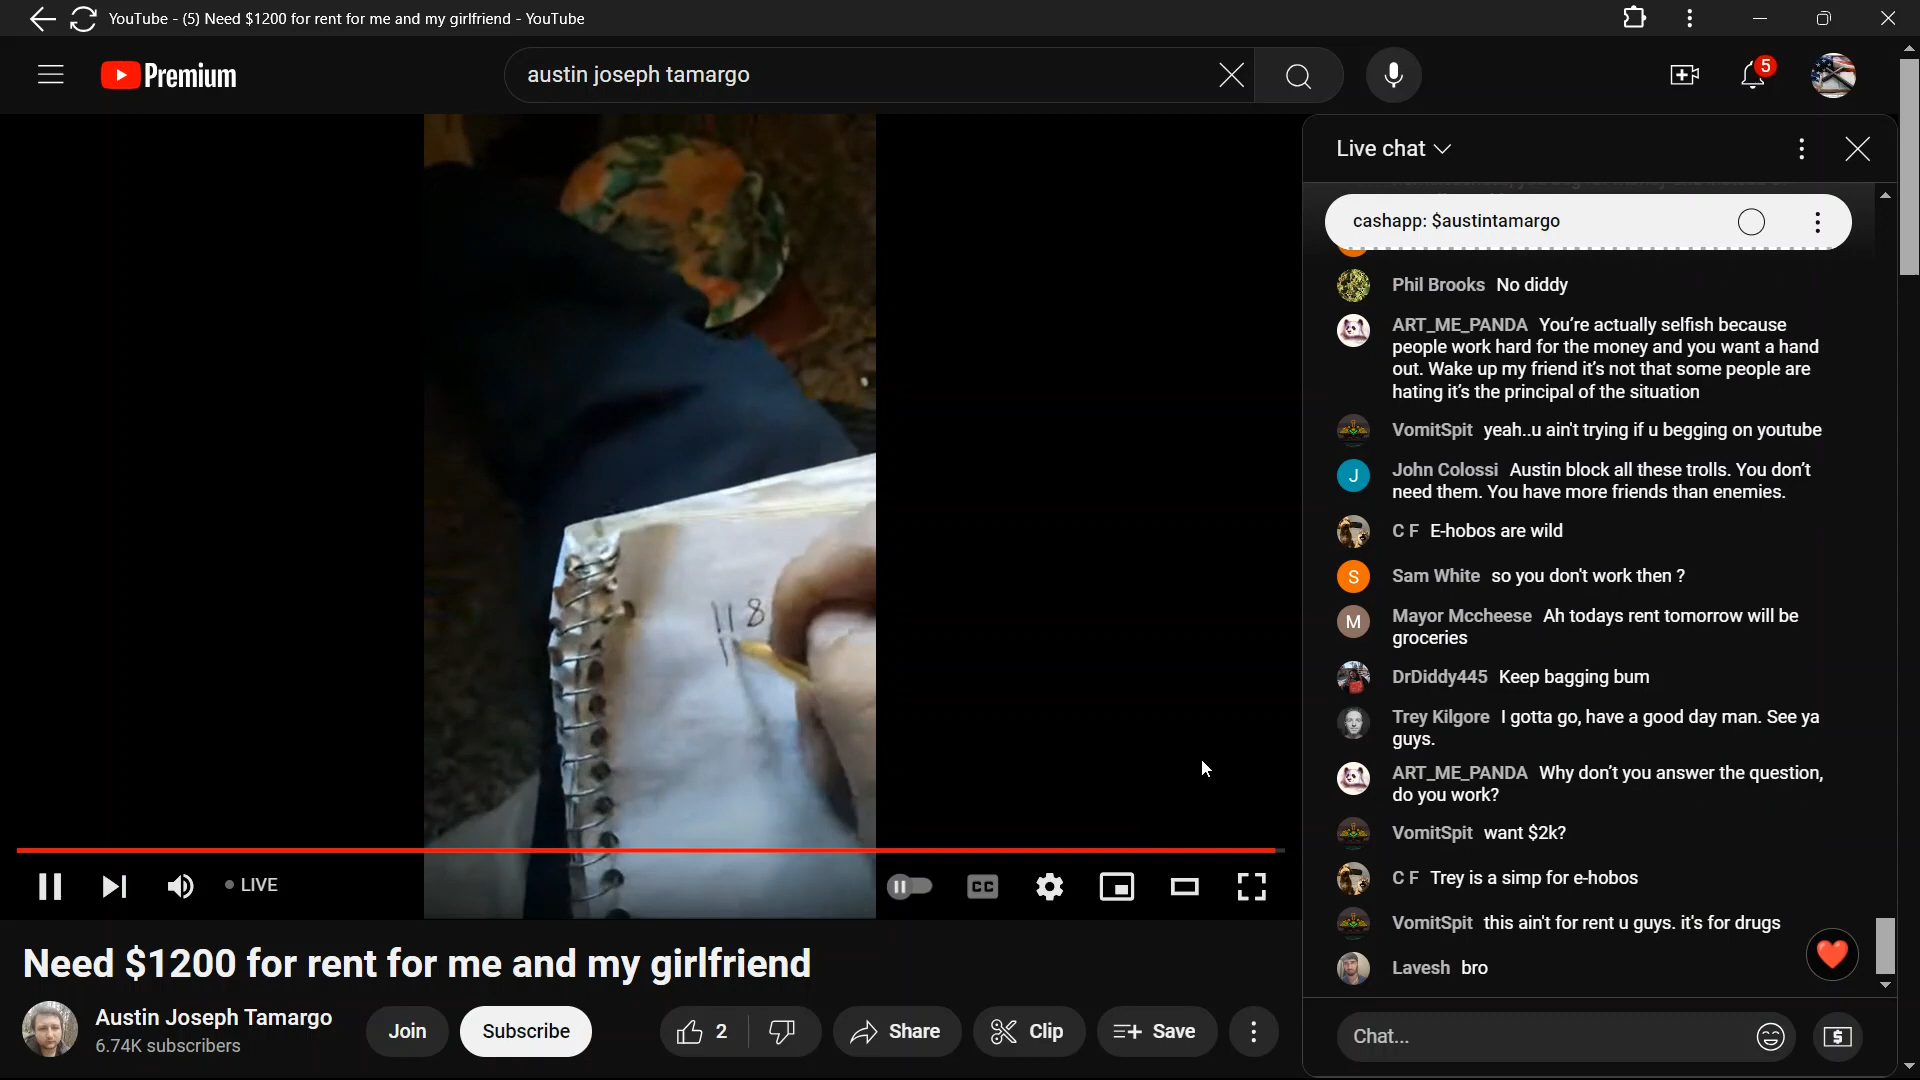 YouTube - (5) Need $1200 for rent for me and my girlfriend - YouTube
Premium
austin joseph tamargo
5
Live chat
cashapp: $austintamargo
Phil Brooks No diddy
ART_ME_PANDA You're actually selfish because
people work hard for the money and you want a hand
out. Wake up my friend it's not that some people are
hating it's the principal of the situation
VomitSpit yeah..u ain't trying if u begging on youtube
J John Colossi Austin block all these trolls. You don't
need them. You have more friends than enemies.
C F E-hobos are wild
S Sam White so you don't work then ?
M Mayor Mccheese Ah todays rent tomorrow will be
groceries
DrDiddy445 Keep bagging bum
Trey Kilgore I gotta go, have a good day man. See ya
guys.
ART_ME_PANDA Why don't you answer the question,
do you work?
VomitSpit want $2k?
C F Trey is a simp for e-hobos
VomitSpit this ain't for rent u guys. it's for drugs
Lavesh bro
Chat...
118
LIVE
CC
Need $1200 for rent for me and my girlfriend
Austin Joseph Tamargo
6.74K subscribers
Join
Subscribe
2
Share
Clip
Save